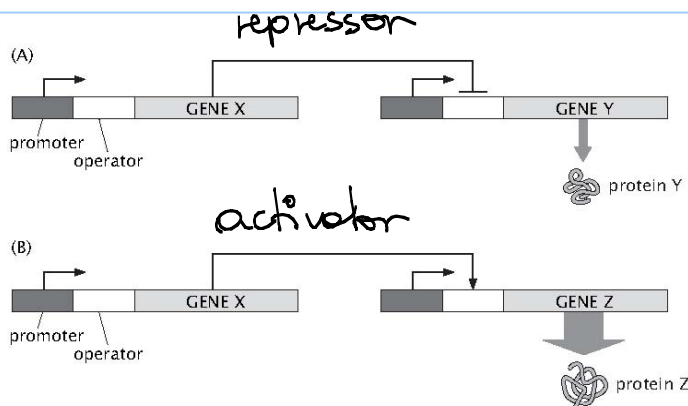 repressor
(A)
GENE X GENE Y
promoter
operator
protein Y
activator
(B)
GENE X GENE Z
promoter
operator
protein Z